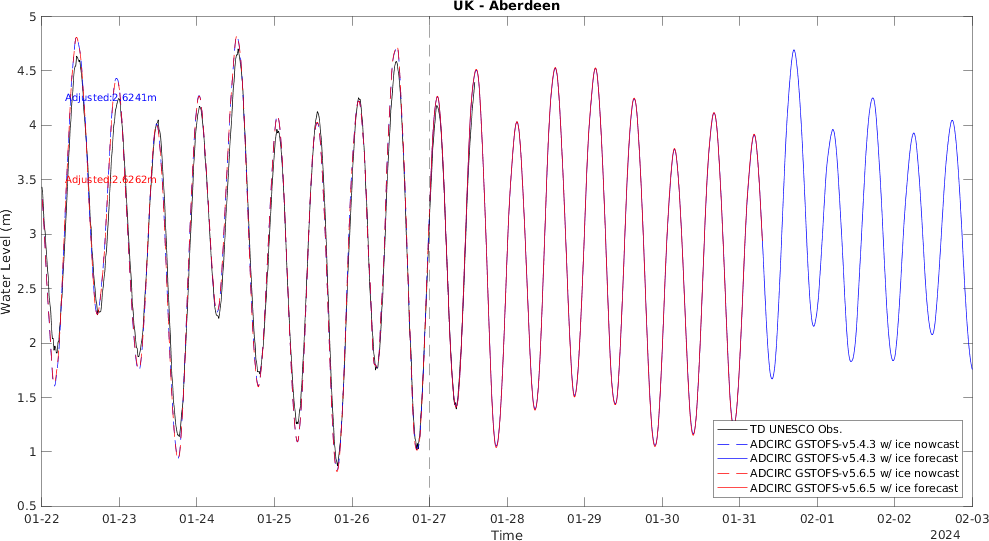 UK - Aberdeen
5
4.5
4
3.5
3
2.5
2
1.5
1
0.5
Water Level (m)
Adjusted:2.6241m
Adjusted:2.6262m
TD UNESCO Obs.
ADCIRC GSTOFS-v5.4.3 w/ ice nowcast
ADCIRC GSTOFS-v5.4.3 w/ ice forecast
ADCIRC GSTOFS-v5.6.5 w/ ice nowcast
ADCIRC GSTOFS-v5.6.5 w/ ice forecast
01-22 01-23 01-24 01-25 01-26 01-27 01-28 01-29 01-30 01-31 02-01 02-02 02-03
Time
2024